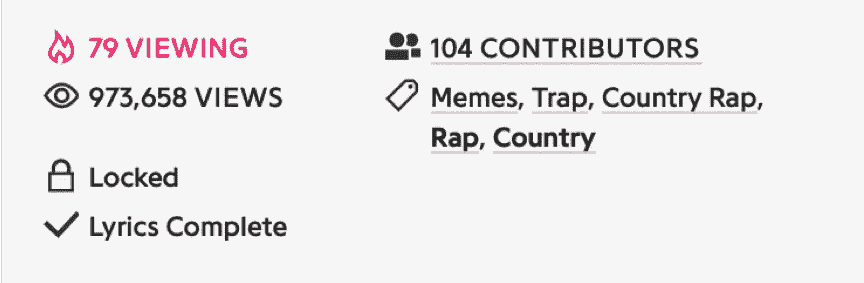 79 VIEWING
973,658 VIEWS
Locked
Lyrics Complete
104 CONTRIBUTORS
Memes, Trap, Country Rap,
Rap, Country